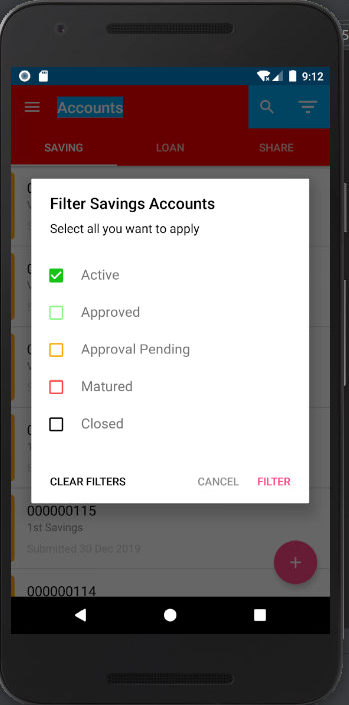 9:12
Accounts
SAVING LOAN SHARE
Filter Savings Accounts
Select all you want to apply
Active
Approved
Approval Pending
Matured
Closed
CLEAR FILTERS CANCEL FILTER
000000115
1st Savings
Submitted 30 Dec 2019
000000114